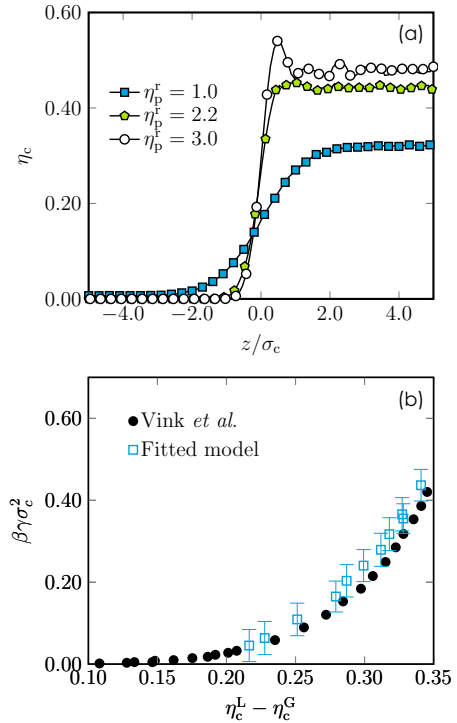 (a)
η_c
0.60
0.40
0.20
0.00
η_p^r = 1.0
η_p^r = 2.2
η_p^r = 3.0
−4.0 −2.0 0.0 2.0 4.0
z/σ_c
(b)
βγσ_c^2
0.60
0.40
0.20
0.00
Vink et al.
Fitted model
0.10 0.15 0.20 0.25 0.30 0.35
η_c^L − η_c^G